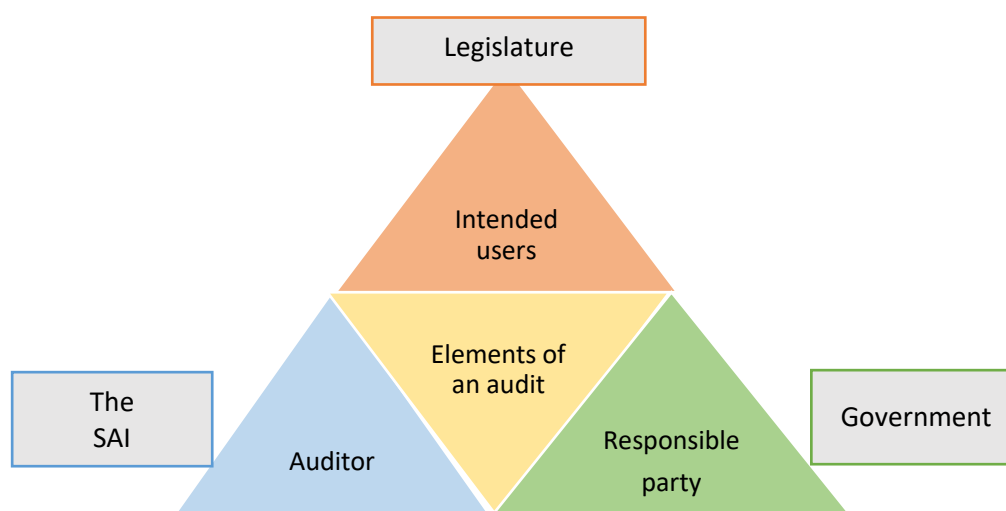 Legislature
Intended
users
Elements of
an audit
The
SAI
Auditor
Responsible
party
Government